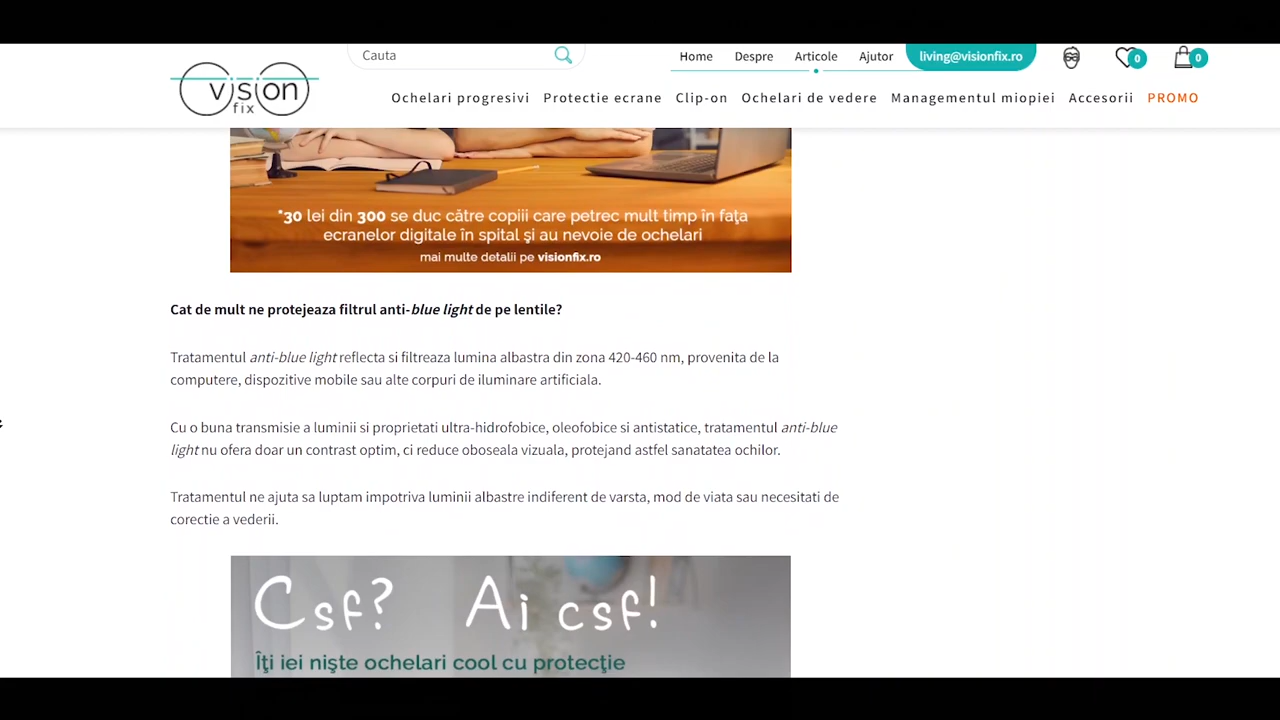 Cauta
Home Despre Articole Ajutor living@visionfix.ro 0 0
vision
fix
Ochelari progresivi Protectie ecrane Clip-on Ochelari de vedere Managementul miopiei Accesorii PROMO
*30 lei din 300 se duc către copiii care petrec mult timp în faţa
ecranelor digitale în spital şi au nevoie de ochelari
mai multe detalii pe visionfix.ro
Cat de mult ne protejeaza filtrul anti-blue light de pe lentile?
Tratamentul anti-blue light reflecta si filtreaza lumina albastra din zona 420-460 nm, provenita de la
computere, dispozitive mobile sau alte corpuri de iluminare artificiala.
Cu o buna transmisie a luminii si proprietati ultra-hidrofobice, oleofobice si antistatice, tratamentul anti-blue
light nu ofera doar un contrast optim, ci reduce oboseala vizuala, protejand astfel sanatatea ochilor.
Tratamentul ne ajuta sa luptam impotriva luminii albastre indiferent de varsta, mod de viata sau necesitati de
corectie a vederii.
Csf? Ai csf!
Îţi iei nişte ochelari cool cu protecţie